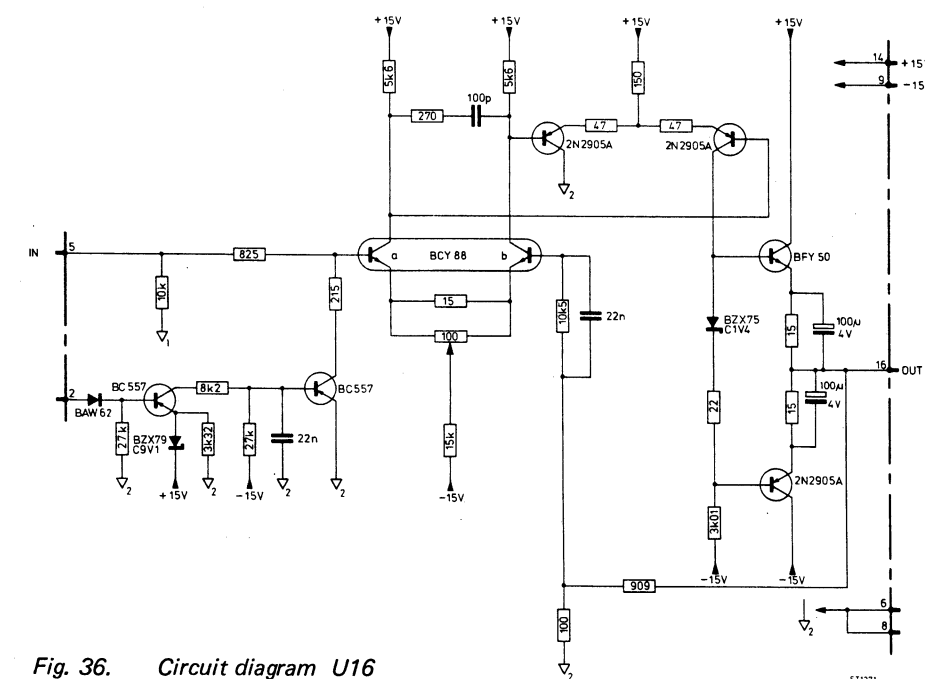 +15V +15V +15V +15V
14 +15
9 -15
5k6 5k6 150
100p
270
47 47
2N2905A 2N2905A
2
5
IN
825
a BCY 88 b
BFY 50
10k
1
215
15
100
10k5
22n
BZX75
C1V4
15
100µ
4V
16 OUT
100µ
4V
15
2
BAW 62
BC557
8k2
BC557
27k
BZX79
C9V1
3k32
27k
22n
15k
22
2N2905A
3k01
2 +15V 2 -15V 2 2
-15V
-15V -15V
909
100
2
2
6
8
Fig. 36. Circuit diagram U16